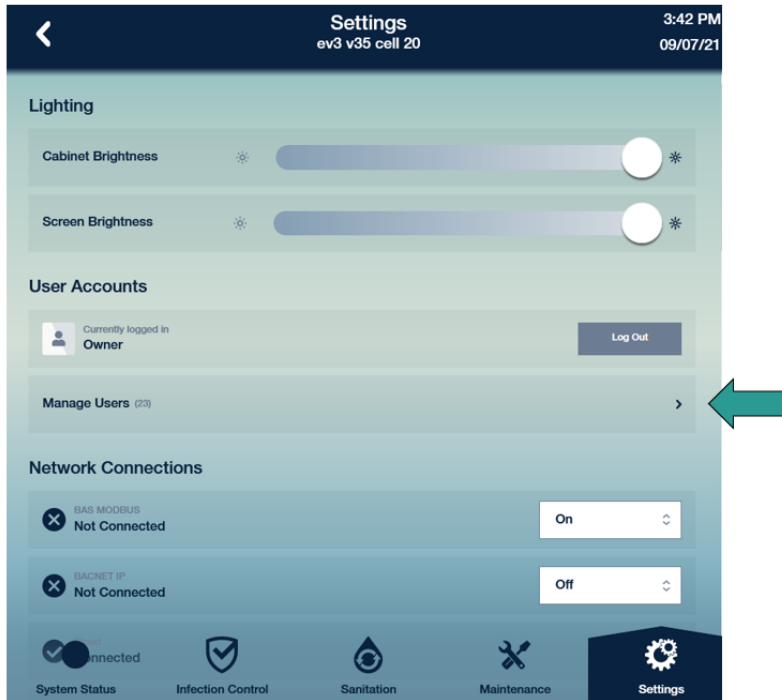 Settings
3:42 PM
ev3 v35 cell 20
09/07/21
Lighting
Cabinet Brightness
Screen Brightness
User Accounts
Currently logged in
Owner
Log Out
Manage Users (23)
Network Connections
BAS MODBUS
Not Connected
On
BACNET IP
Not Connected
Off
System Status
Infection Control
Sanitation
Maintenance
Settings